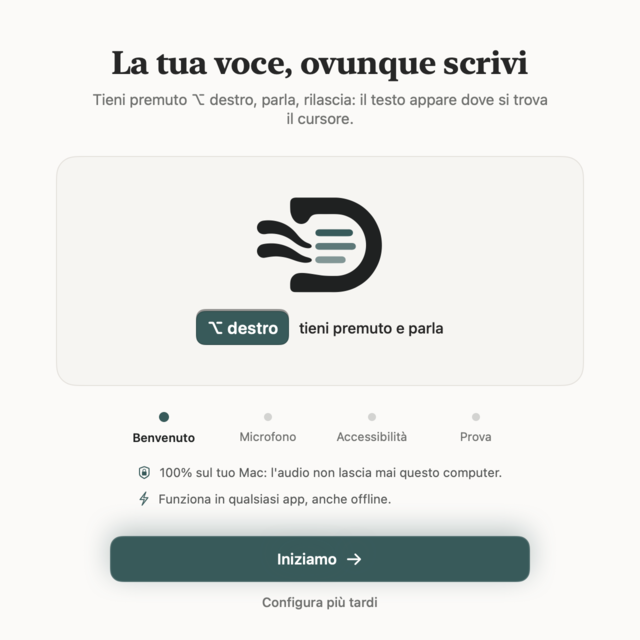 La tua voce, ovunque scrivi
Tieni premuto ⌥ destro, parla, rilascia: il testo appare dove si trova
il cursore.
⌥ destro tieni premuto e parla
Benvenuto Microfono Accessibilità Prova
100% sul tuo Mac: l'audio non lascia mai questo computer.
Funziona in qualsiasi app, anche offline.
Iniziamo →
Configura più tardi